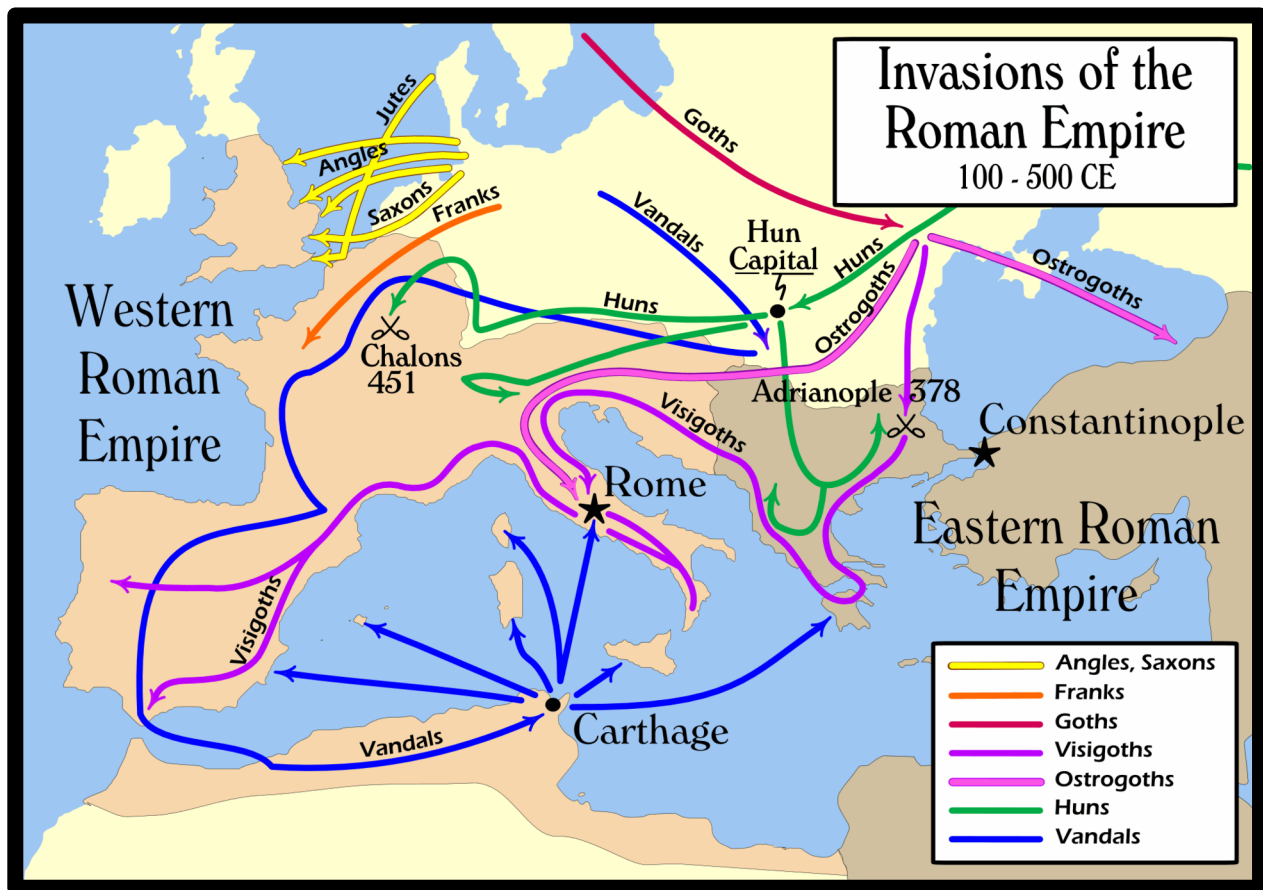 Invasions of the
Roman Empire
100 - 500 CE
Jutes
Angles
Saxons
Franks
Goths
Vandals
Hun
Capital
Huns
Ostrogoths
Ostrogoths
Huns
Western
Roman
Empire
Chalons
451
Adrianople 378
Visigoths
Constantinople
Rome
Eastern Roman
Empire
Visigoths
Carthage
Vandals
Angles, Saxons
Franks
Goths
Visigoths
Ostrogoths
Huns
Vandals